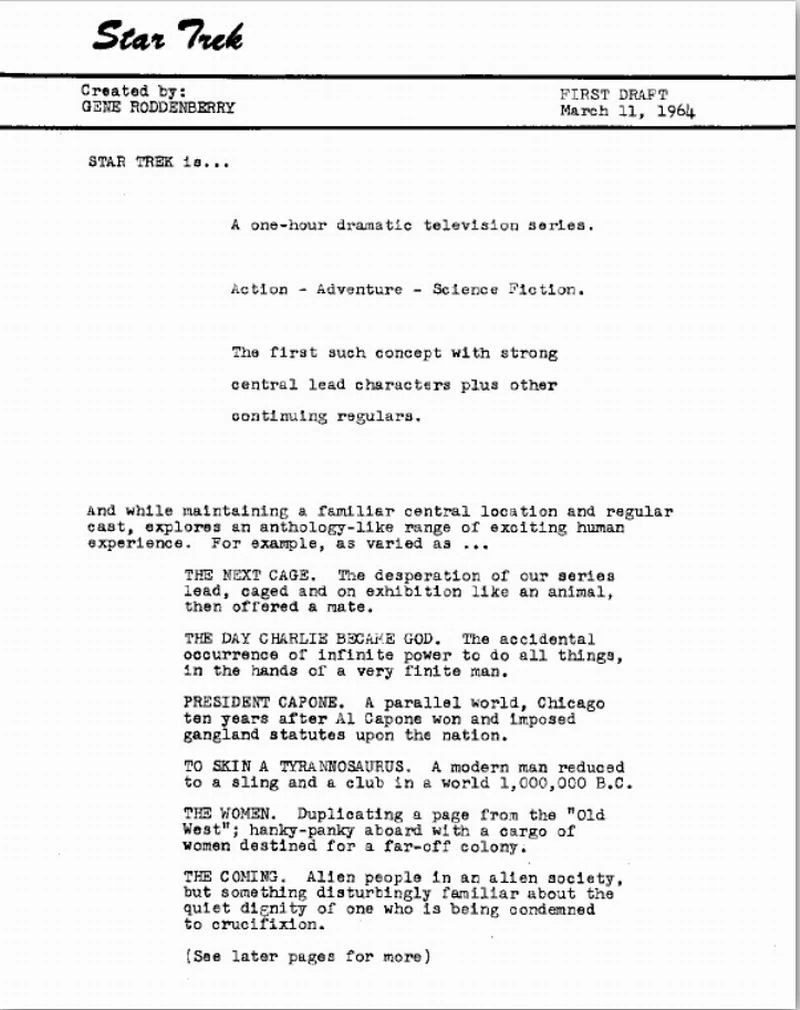 Star Trek
Created by:
GENE RODDENBERRY
FIRST DRAFT
March 11, 1964
STAR TREK is...
A one-hour dramatic television series.
Action - Adventure - Science Fiction.
The first such concept with strong
central lead characters plus other
continuing regulars.
And while maintaining a familiar central location and regular
cast, explores an anthology-like range of exciting human
experience. For example, as varied as ...
THE NEXT CAGE. The desperation of our series
lead, caged and on exhibition like an animal,
then offered a mate.
THE DAY CHARLIE BECAME GOD. The accidental
occurrence of infinite power to do all things,
in the hands of a very finite man.
PRESIDENT CAPONE. A parallel world, Chicago
ten years after Al Capone won and imposed
gangland statutes upon the nation.
TO SKIN A TYRANNOSAURUS. A modern man reduced
to a sling and a club in a world 1,000,000 B.C.
THE WOMEN. Duplicating a page from the "Old
West"; hanky-panky aboard with a cargo of
women destined for a far-off colony.
THE COMING. Alien people in an alien society,
but something disturbingly familiar about the
quiet dignity of one who is being condemned
to crucifixion.
(See later pages for more)